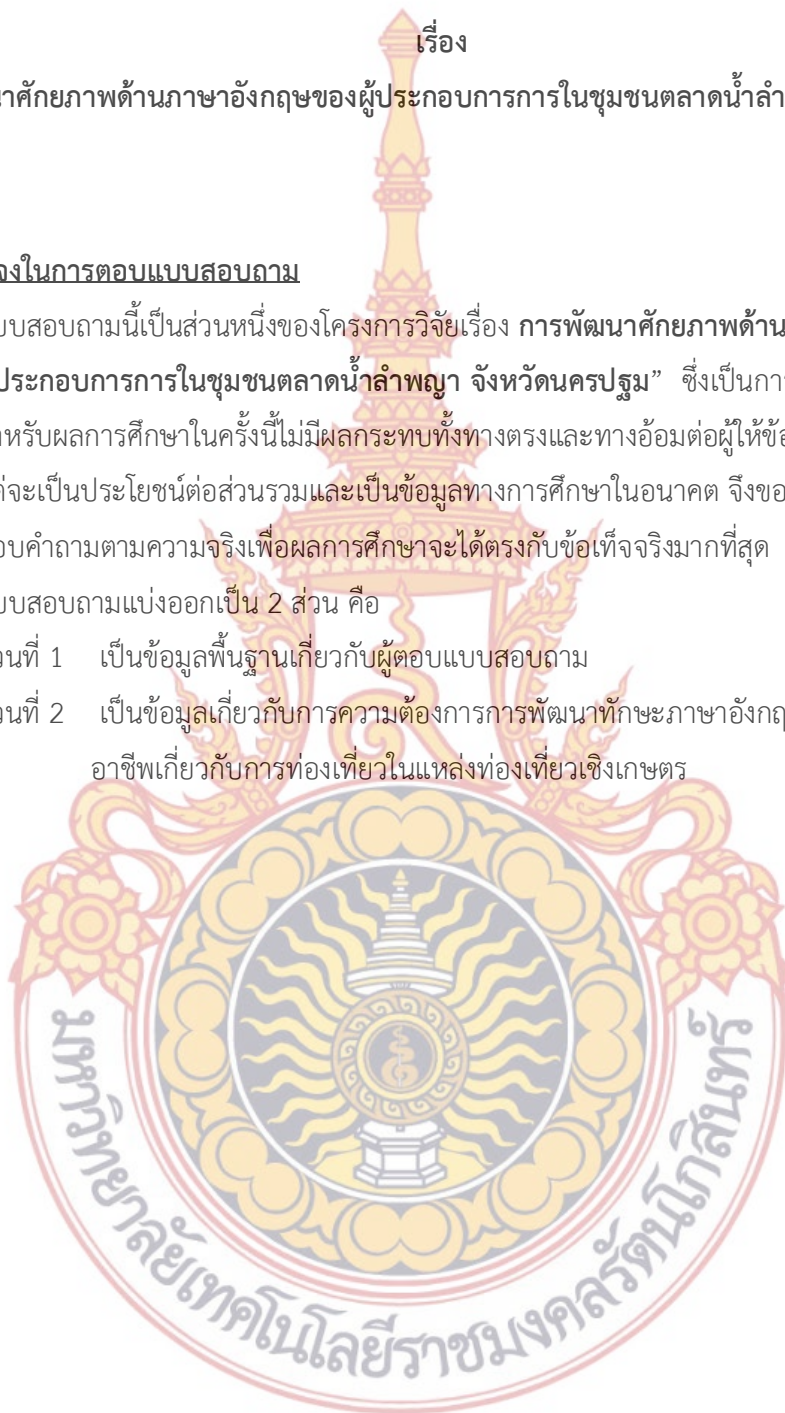 เรื่อง
นาศักยภาพด้านภาษาอังกฤษของผู้ประกอบการการในชุมชนตลาดน้ำลำ
จงในการตอบแบบสอบถาม
บบสอบถามนี้เป็นส่วนหนึ่งของโครงการวิจัยเรื่อง การพัฒนาศักยภาพด้าน
ประกอบการการในชุมชนตลาดน้ำลำพญา จังหวัดนครปฐม” ซึ่งเป็นการ
ำหรับผลการศึกษาในครั้งนี้ไม่มีผลกระทบทั้งทางตรงและทางอ้อมต่อผู้ให้ข้อ
ต่จะเป็นประโยชน์ต่อส่วนรวมและเป็นข้อมูลทางการศึกษาในอนาคต จึงขอ
อบคำถามตามความจริงเพื่อผลการศึกษาจะได้ตรงกับข้อเท็จจริงมากที่สุด
บบสอบถามแบ่งออกเป็น 2 ส่วน คือ
วนที่ 1 เป็นข้อมูลพื้นฐานเกี่ยวกับผู้ตอบแบบสอบถาม
วนที่ 2 เป็นข้อมูลเกี่ยวกับการความต้องการการพัฒนาทักษะภาษาอังกฤ
อาชีพเกี่ยวกับการท่องเที่ยวในแหล่งท่องเที่ยวเชิงเกษตร
มหาวิทยาลัยเทคโนโลยีราชมงคลรัตนโกสินทร์